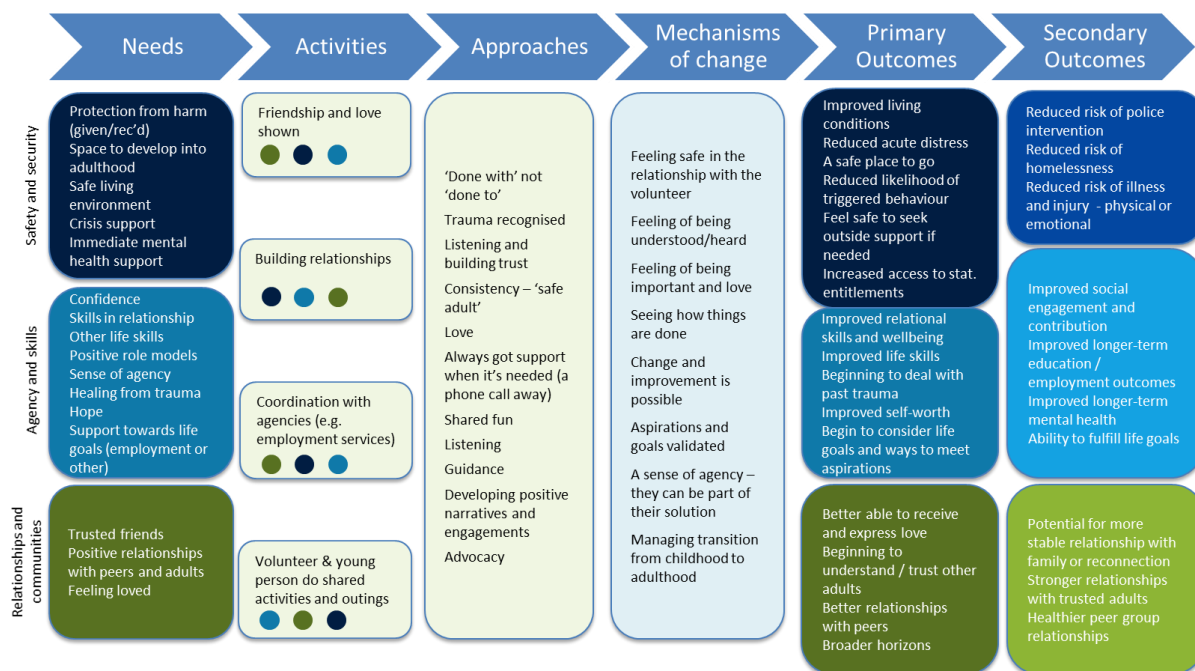 Needs
Activities
Approaches
Mechanisms
of change
Primary
Outcomes
Secondary
Outcomes
Safety and security
Protection from harm
(given/rec'd)
Space to develop into
adulthood
Safe living
environment
Crisis support
Immediate mental
health support
Agency and skills
Confidence
Skills in relationship
Other life skills
Positive role models
Sense of agency
Healing from trauma
Hope
Support towards life
goals (employment or
other)
Relationships and
communities
Trusted friends
Positive relationships
with peers and adults
Feeling loved
Friendship and love
shown
Building relationships
Coordination with
agencies (e.g.
employment services)
Volunteer & young
person do shared
activities and outings
‘Done with’ not
‘done to’
Trauma recognised
Listening and
building trust
Consistency – ‘safe
adult’
Love
Always got support
when it’s needed (a
phone call away)
Shared fun
Listening
Guidance
Developing positive
narratives and
engagements
Advocacy
Feeling safe in the
relationship with the
volunteer
Feeling of being
understood/heard
Feeling of being
important and love
Seeing how things
are done
Change and
improvement is
possible
Aspirations and
goals validated
A sense of agency –
they can be part of
their solution
Managing transition
from childhood to
adulthood
Improved living
conditions
Reduced acute distress
A safe place to go
Reduced likelihood of
triggered behaviour
Feel safe to seek
outside support if
needed
Increased access to stat.
entitlements
Improved relational
skills and wellbeing
Improved life skills
Beginning to deal with
past trauma
Improved self-worth
Begin to consider life
goals and ways to meet
aspirations
Better able to receive
and express love
Beginning to
understand / trust other
adults
Better relationships
with peers
Broader horizons
Reduced risk of police
intervention
Reduced risk of
homelessness
Reduced risk of illness
and injury - physical or
emotional
Improved social
engagement and
contribution
Improved longer-term
education /
employment outcomes
Improved longer-term
mental health
Ability to fulfill life goals
Potential for more
stable relationship with
family or reconnection
Stronger relationships
with trusted adults
Healthier peer group
relationships